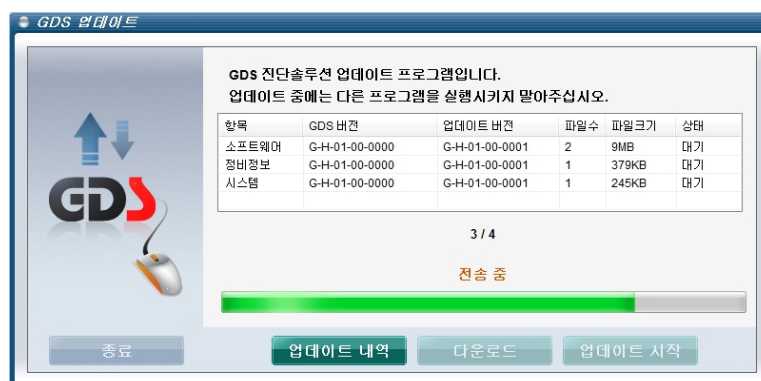 GDS 업데이트
GDS 진단솔루션 업데이트 프로그램입니다.
업데이트 중에는 다른 프로그램을 실행시키지 말아주십시오.
항목 GDS 버전 업데이트 버전 파일수 파일크기 상태
소프트웨어 G-H-01-00-0000 G-H-01-00-0001 2 9MB 대기
정비정보 G-H-01-00-0000 G-H-01-00-0001 1 379KB 대기
시스템 G-H-01-00-0000 G-H-01-00-0001 1 245KB 대기
GDS
3 / 4
전송 중
종료 업데이트 내역 다운로드 업데이트 시작